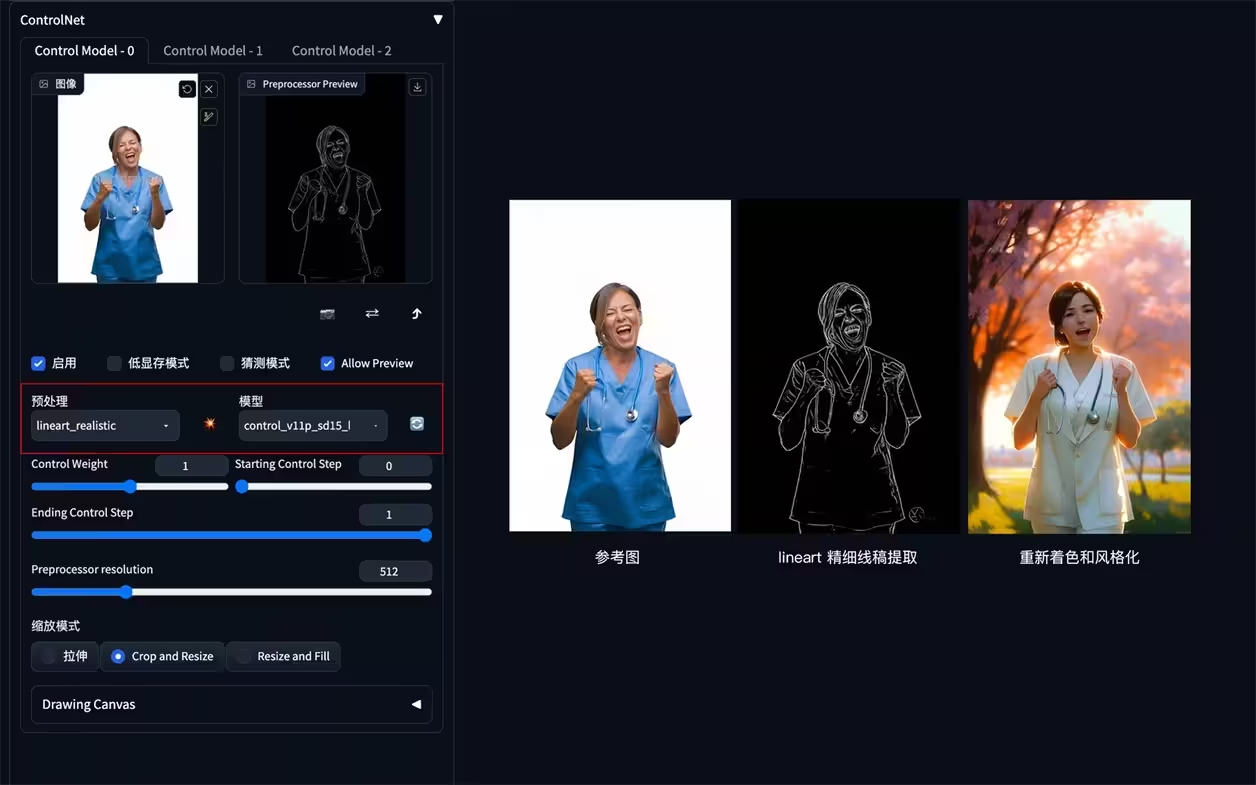 ControlNet
Control Model - 0
Control Model - 1
Control Model - 2
图像
Preprocessor Preview
启用
低显存模式
猜测模式
Allow Preview
预处理
模型
lineart_realistic
control_v11p_sd15_l
Control Weight
1
Starting Control Step
0
Ending Control Step
1
Preprocessor resolution
512
缩放模式
拉伸
Crop and Resize
Resize and Fill
Drawing Canvas
参考图
lineart 精细线稿提取
重新着色和风格化